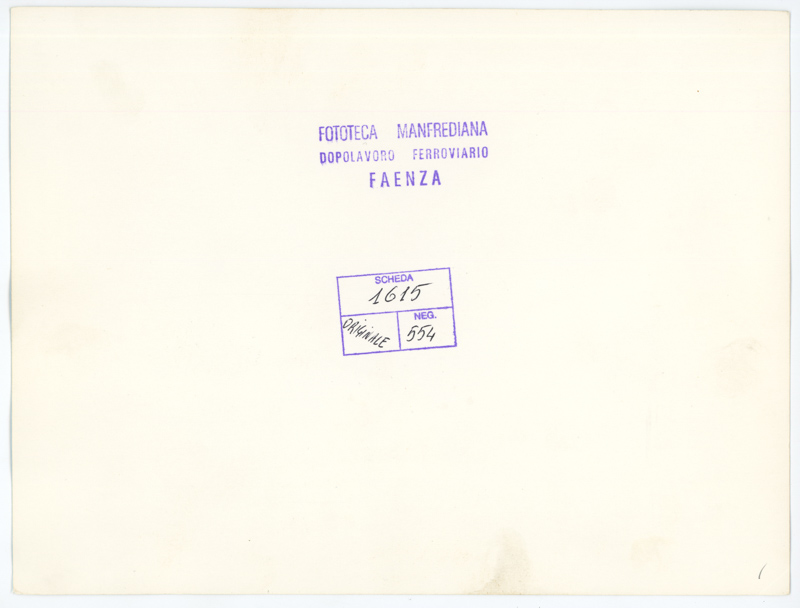 FOTOTECA MANFREDIANA
DOPOLAVORO FERROVIARIO
FAENZA
SCHEDA
1615
ORIGINALE
NEG.
554